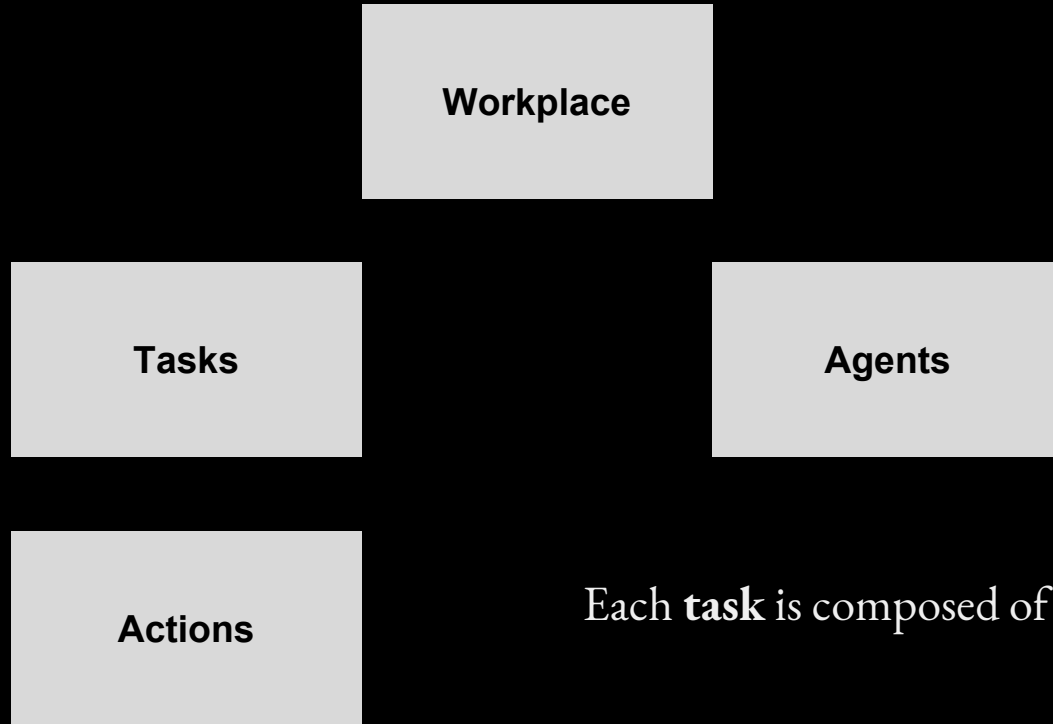 Workplace
Tasks
Agents
Actions
Each task is composed of